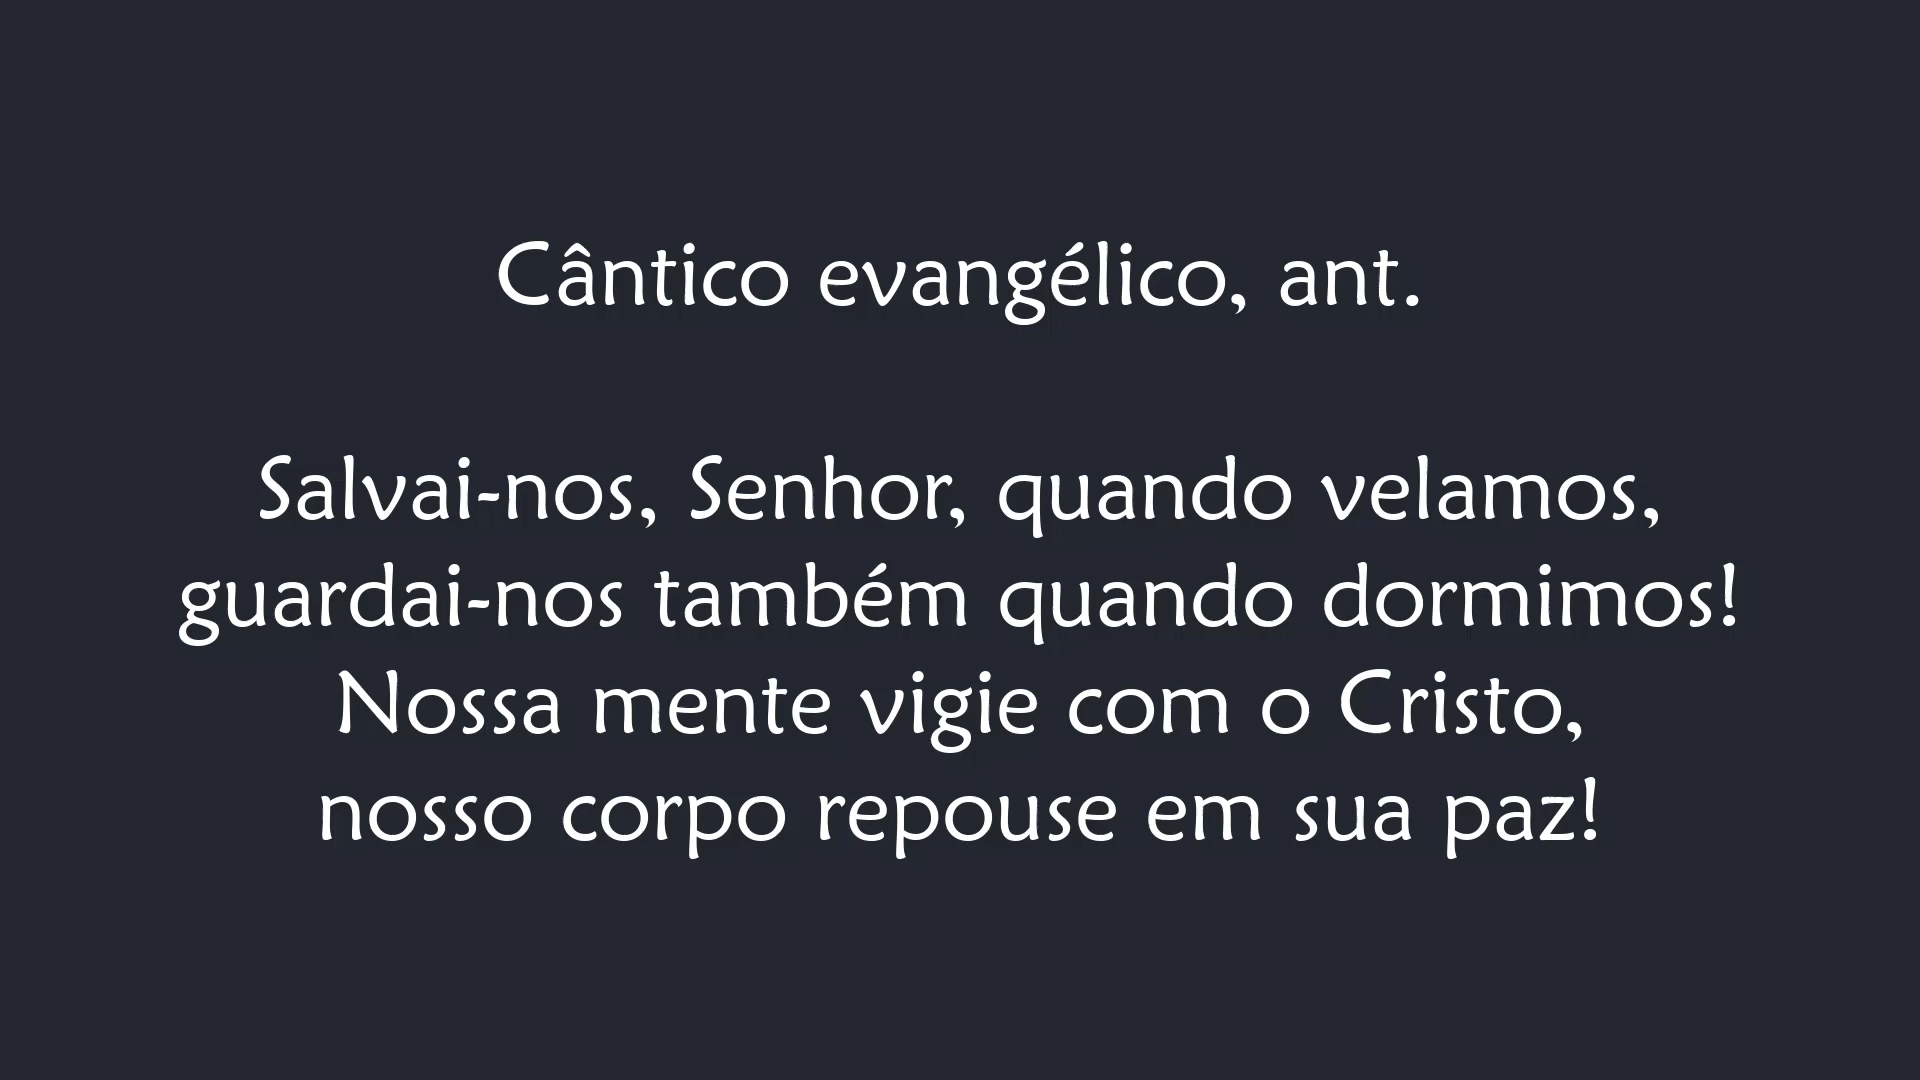 Cântico evangélico, ant.
Salvai-nos, Senhor, quando velamos,
guardai-nos também quando dormimos!
Nossa mente vigie com o Cristo,
nosso corpo repouse em sua paz!